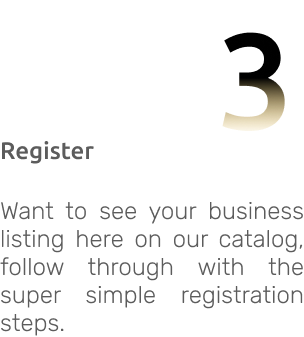 3
Register
Want to see your business
listing here on our catalog,
follow through with the
super simple registration
steps.